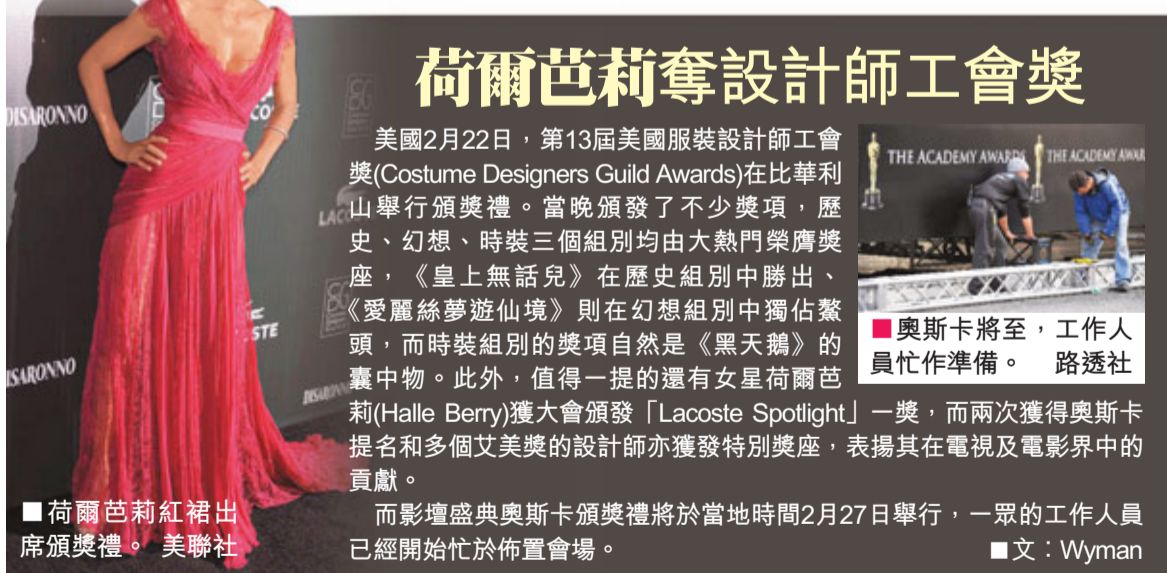 荷爾芭莉奪設計師工會獎
美國2月22日，第13屆美國服裝設計師工會
獎(Costume Designers Guild Awards)在比華利
山舉行頒獎禮。當晚頒發了不少獎項，歷
史、幻想、時裝三個組別均由大熱門榮膺獎
座，《皇上無話兒》在歷史組別中勝出、
《愛麗絲夢遊仙境》則在幻想組別中獨佔鰲
頭，而時裝組別的獎項自然是《黑天鵝》的
囊中物。此外，值得一提的還有女星荷爾芭
莉(Halle Berry)獲大會頒發「Lacoste Spotlight」一獎，而兩次獲得奧斯卡
提名和多個艾美獎的設計師亦獲發特別獎座，表揚其在電視及電影界中的
貢獻。
而影壇盛典奧斯卡頒獎禮將於當地時間2月27日舉行，一眾的工作人員
已經開始忙於佈置會場。
■文：Wyman
THE ACADEMY AWARDS
THE ACADEMY AWAR
■奧斯卡將至，工作人
員忙作準備。 路透社
DISARONNO
LACO
STE
ISARONNO
■荷爾芭莉紅裙出
席頒獎禮。 美聯社